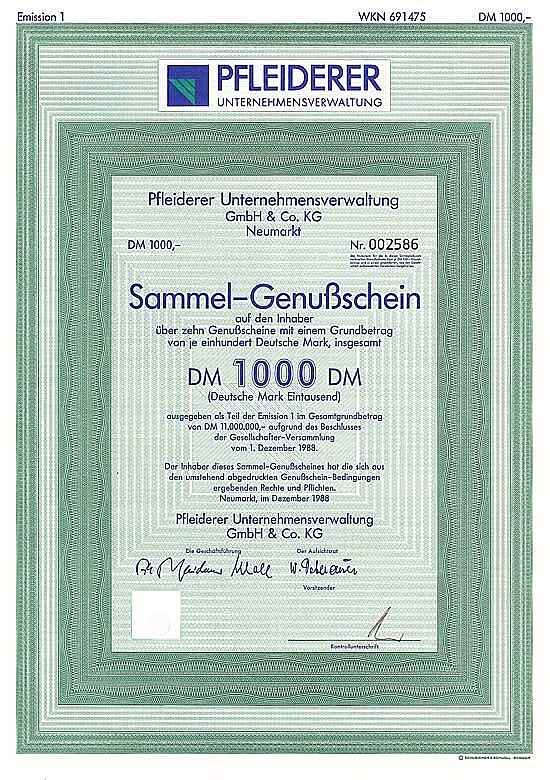 Emission 1 WKN 691475 DM 1000,-
PFLEIDERER
UNTERNEHMENSVERWALTUNG
Pfleiderer Unternehmensverwaltung
GmbH & Co. KG
Neumarkt
DM 1000,- Nr. 002586
Sammel-Genußschein
auf den Inhaber
über zehn Genußscheine mit einem Grundbetrag
von je einhundert Deutsche Mark, insgesamt
DM 1000 DM
(Deutsche Mark Eintausend)
ausgegeben als Teil der Emission 1 im Gesamtgrundbetrag
von DM 11.000.000,- aufgrund des Beschlusses
der Gesellschafter-Versammlung
vom 1. Dezember 1988.
Der Inhaber dieses Sammel-Genußscheines hat die sich aus
den umstehend abgedruckten Genußschein-Bedingungen
ergebenden Rechte und Pflichten.
Neumarkt, im Dezember 1988
Pfleiderer Unternehmensverwaltung
GmbH & Co. KG
Die Geschäftsführung Der Aufsichtsrat
Vorsitzender
Kontrollunterschrift